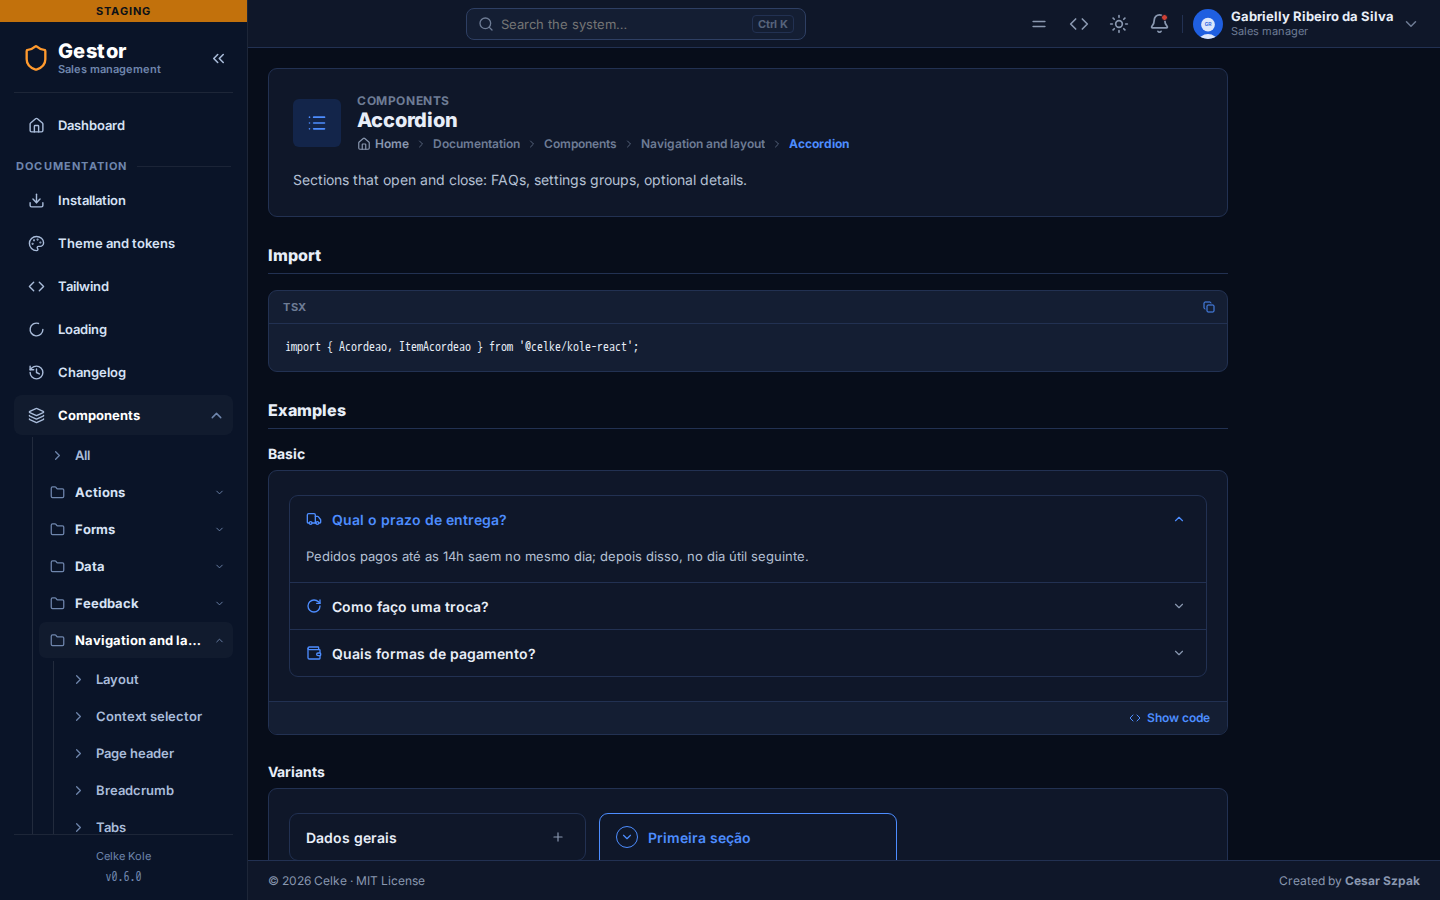 STAGING
Gestor
Sales management
Dashboard
DOCUMENTATION
Installation
Theme and tokens
Tailwind
Loading
Changelog
Components
All
Actions
Forms
Data
Feedback
Navigation and la...
Layout
Context selector
Page header
Breadcrumb
Tabs
Celke Kole
v0.6.0
Search the system...
Ctrl K
GR
Gabrielly Ribeiro da Silva
Sales manager
COMPONENTS
Accordion
Home
Documentation
Components
Navigation and layout
Accordion
Sections that open and close: FAQs, settings groups, optional details.
Import
TSX
import { Acordeao, ItemAcordeao } from '@celke/kole-react';
Examples
Basic
Qual o prazo de entrega?
Pedidos pagos até as 14h saem no mesmo dia; depois disso, no dia útil seguinte.
Como faço uma troca?
Quais formas de pagamento?
Show code
Variants
Dados gerais
Primeira seção
© 2026 Celke · MIT License
Created by Cesar Szpak